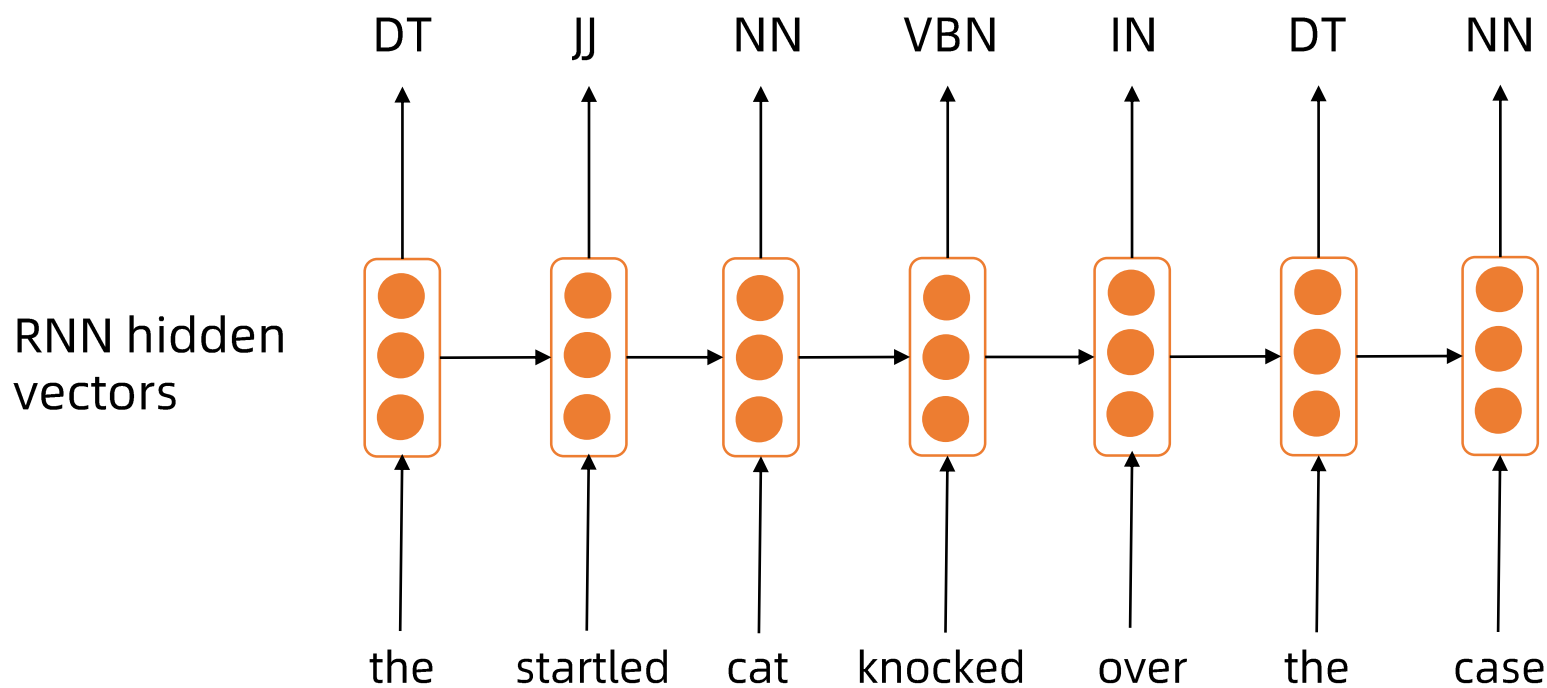 DT JJ NN VBN IN DT NN
RNN hidden
vectors
the startled cat knocked over the case